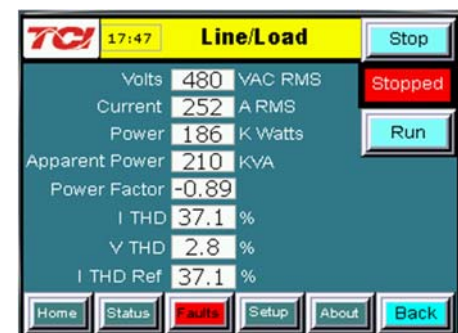 TCI 17:47 Line/Load Stop
Volts 480 VAC RMS Stopped
Current 252 A RMS
Power 186 K Watts Run
Apparent Power 210 KVA
Power Factor -0.89
I THD 37.1 %
V THD 2.8 %
I THD Ref 37.1 %
Home Status Faults Setup About Back